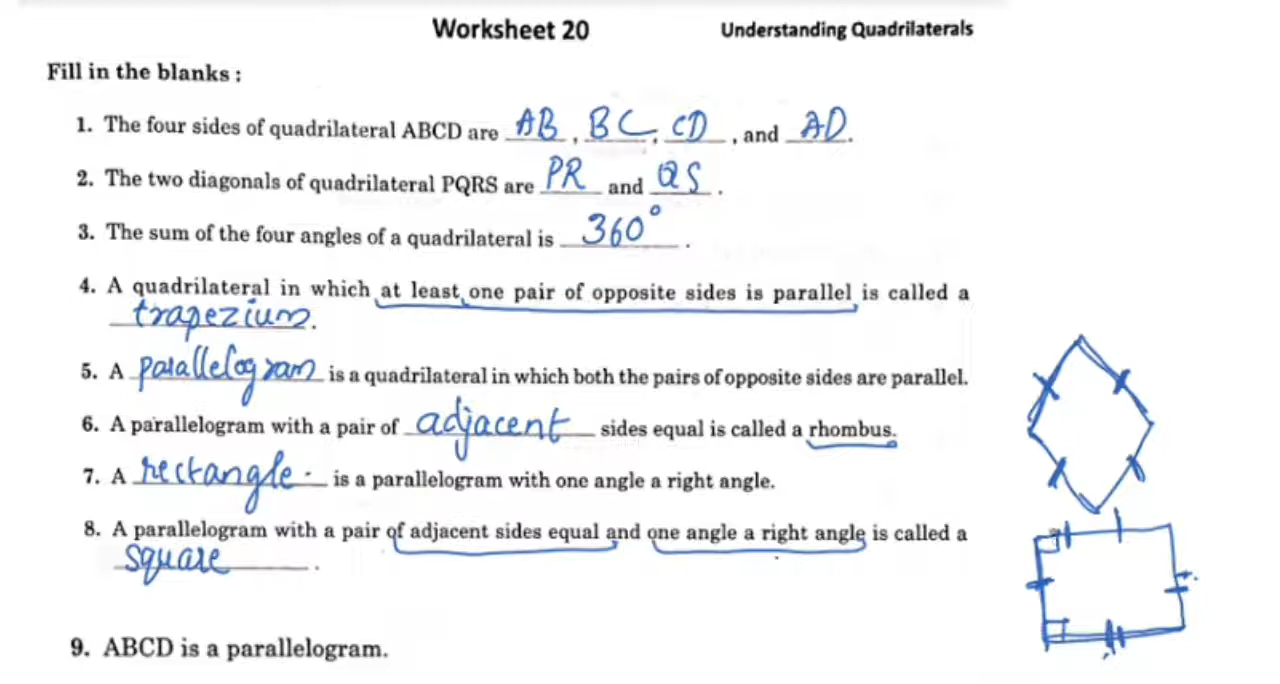 Worksheet 20 Understanding Quadrilaterals
Fill in the blanks :
1. The four sides of quadrilateral ABCD are AB, BC, CD, and AD.
2. The two diagonals of quadrilateral PQRS are PR and QS.
3. The sum of the four angles of a quadrilateral is 360°.
4. A quadrilateral in which at least one pair of opposite sides is parallel is called a
trapezium.
5. A parallelogram is a quadrilateral in which both the pairs of opposite sides are parallel.
6. A parallelogram with a pair of adjacent sides equal is called a rhombus.
7. A rectangle is a parallelogram with one angle a right angle.
8. A parallelogram with a pair of adjacent sides equal and one angle a right angle is called a
square.
9. ABCD is a parallelogram.